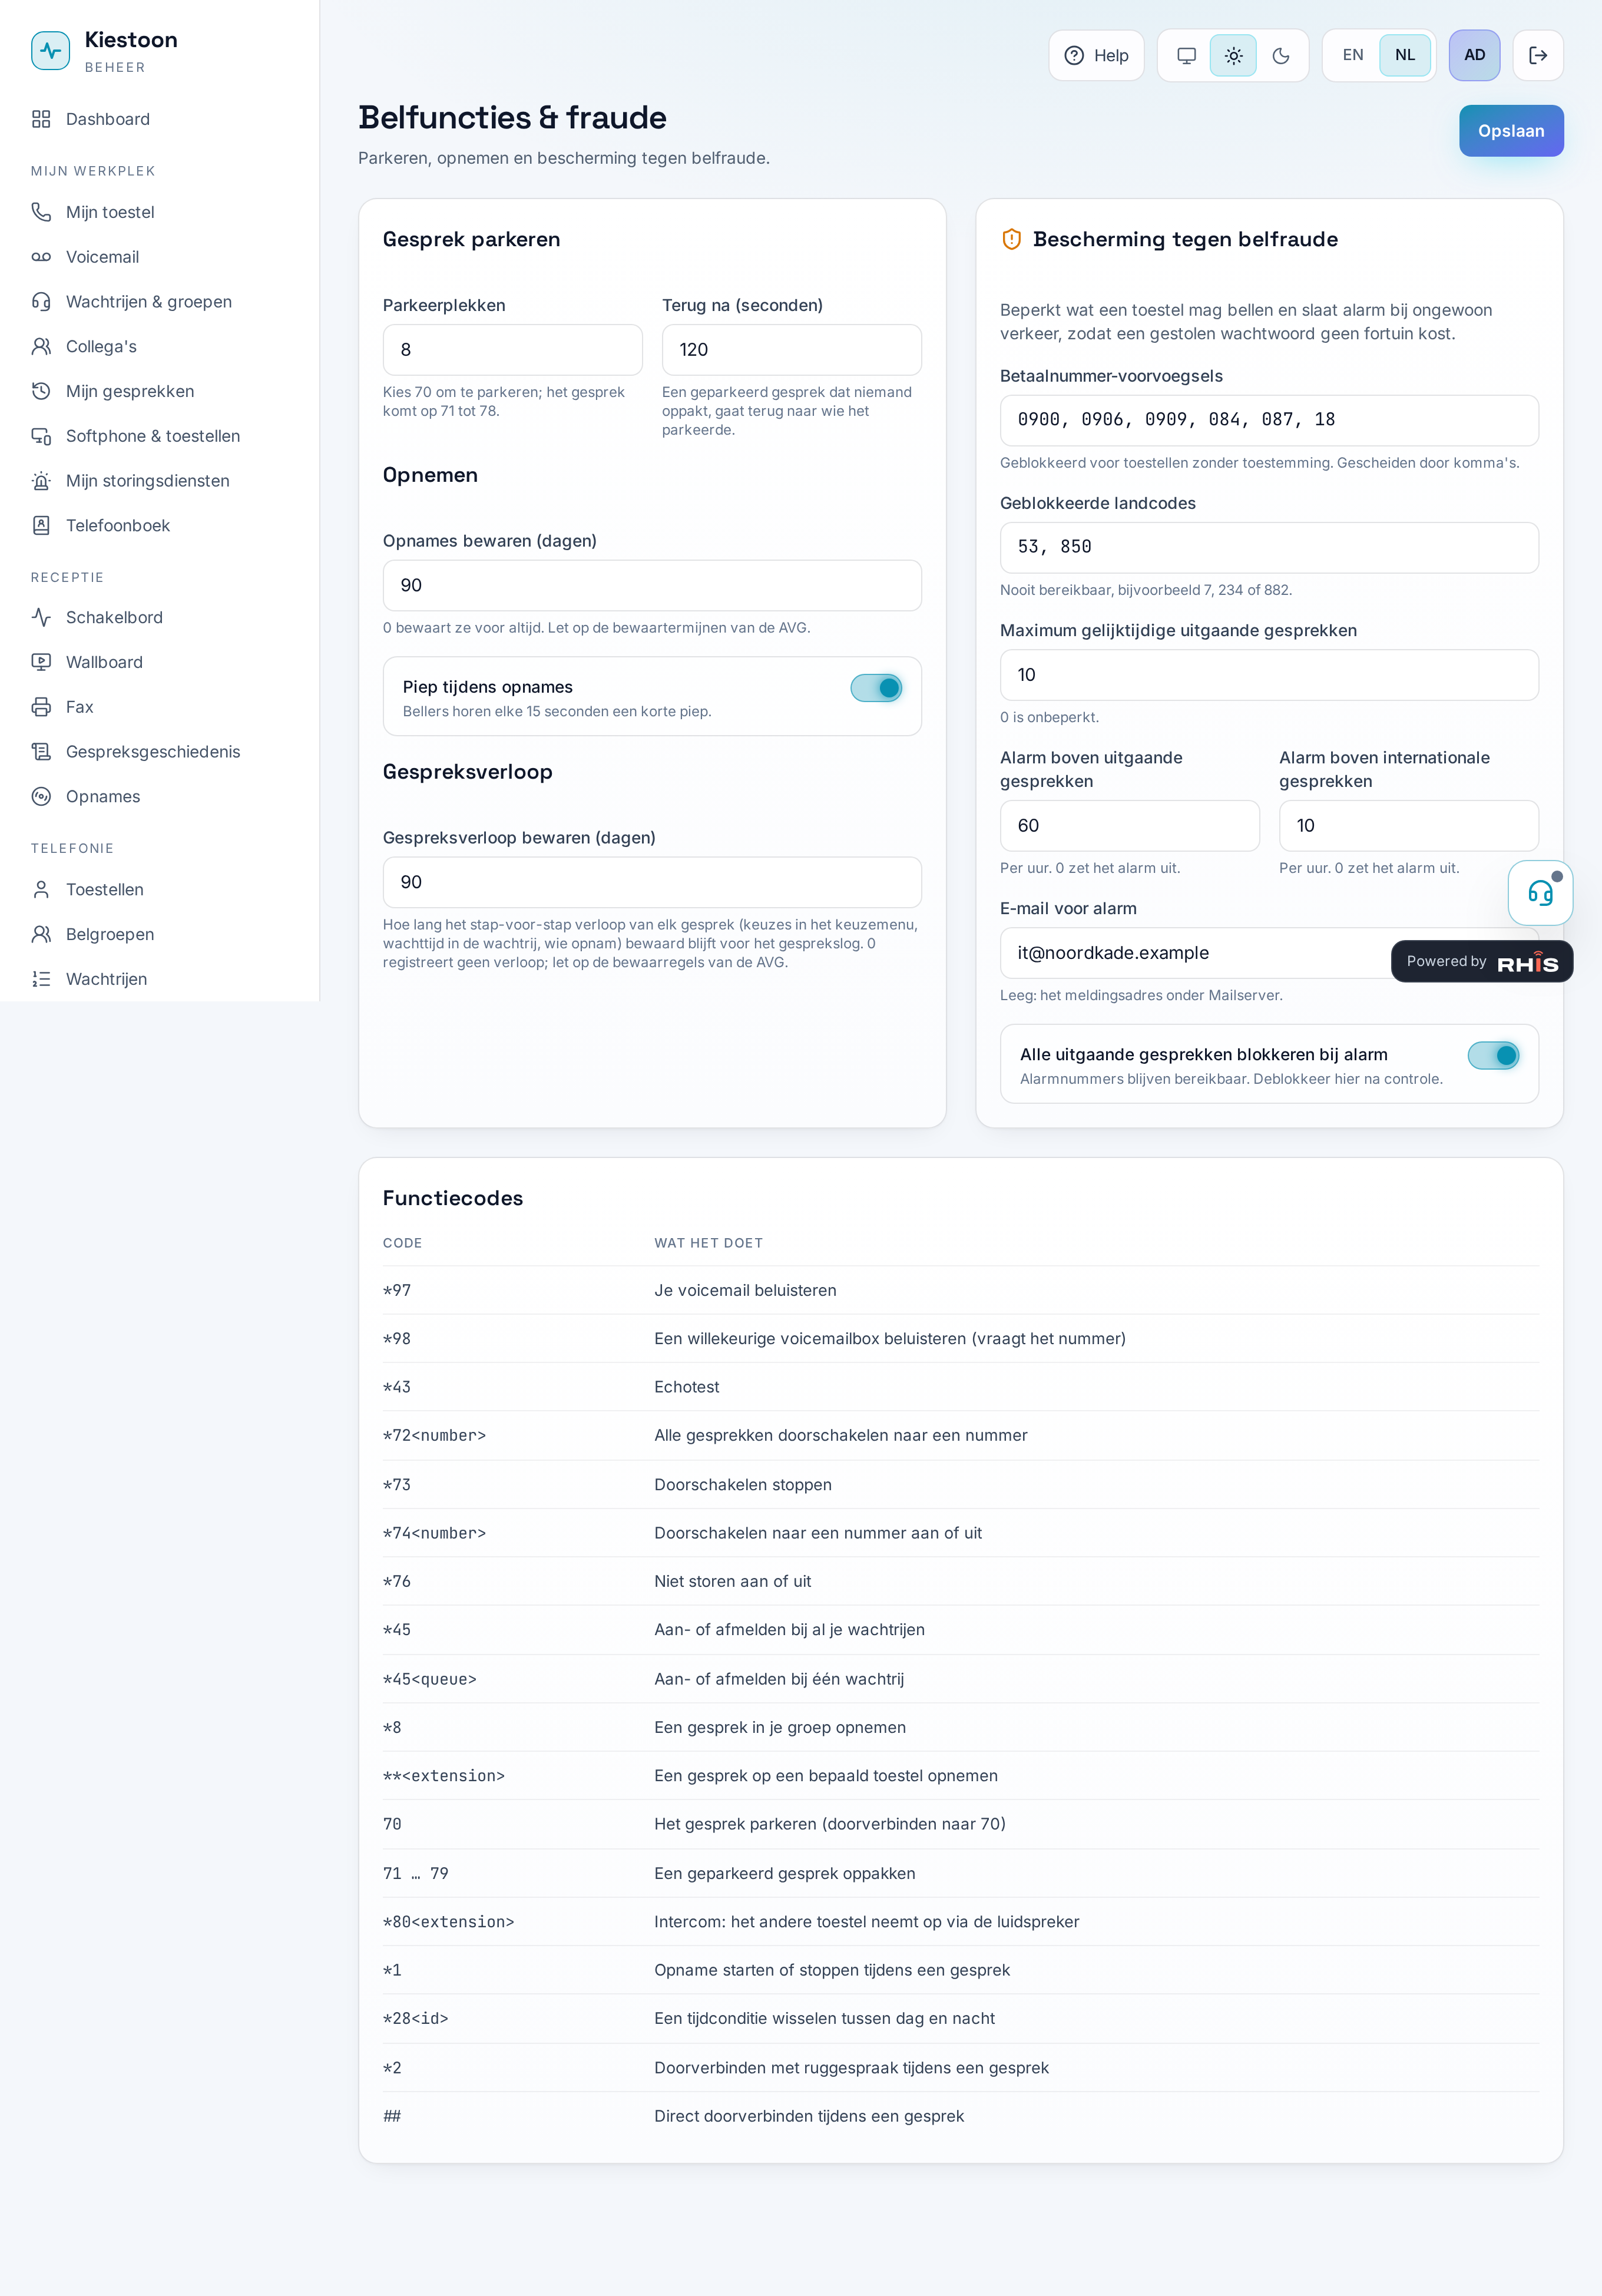 Kiestoon
BEHEER
Dashboard
MIJN WERKPLEK
Mijn toestel
Voicemail
Wachtrijen & groepen
Collega's
Mijn gesprekken
Softphone & toestellen
Mijn storingsdiensten
Telefoonboek
RECEPTIE
Schakelbord
Wallboard
Fax
Gespreksgeschiedenis
Opnames
TELEFONIE
Toestellen
Belgroepen
Wachtrijen
Help
EN
NL
AD
Belfuncties & fraude
Parkeren, opnemen en bescherming tegen belfraude.
Opslaan
Gesprek parkeren
Parkeerplekken
8
Kies 70 om te parkeren; het gesprek
komt op 71 tot 78.
Terug na (seconden)
120
Een geparkeerd gesprek dat niemand
oppakt, gaat terug naar wie het
parkeerde.
Opnemen
Opnames bewaren (dagen)
90
0 bewaart ze voor altijd. Let op de bewaartermijnen van de AVG.
Piep tijdens opnames
Bellers horen elke 15 seconden een korte piep.
Gespreksverloop
Gespreksverloop bewaren (dagen)
90
Hoe lang het stap-voor-stap verloop van elk gesprek (keuzes in het keuzemenu,
wachttijd in de wachtrij, wie opnam) bewaard blijft voor het gesprekslog. 0
registreert geen verloop; let op de bewaarregels van de AVG.
Bescherming tegen belfraude
Beperkt wat een toestel mag bellen en slaat alarm bij ongewoon
verkeer, zodat een gestolen wachtwoord geen fortuin kost.
Betaalnummer-voorvoegsels
0900, 0906, 0909, 084, 087, 18
Geblokkeerd voor toestellen zonder toestemming. Gescheiden door komma's.
Geblokkeerde landcodes
53, 850
Nooit bereikbaar, bijvoorbeeld 7, 234 of 882.
Maximum gelijktijdige uitgaande gesprekken
10
0 is onbeperkt.
Alarm boven uitgaande
gesprekken
60
Per uur. 0 zet het alarm uit.
Alarm boven internationale
gesprekken
10
Per uur. 0 zet het alarm uit.
E-mail voor alarm
it@noordkade.example
Powered by RHIS
Leeg: het meldingsadres onder Mailserver.
Alle uitgaande gesprekken blokkeren bij alarm
Alarmnummers blijven bereikbaar. Deblokkeer hier na controle.
Functiecodes
CODE WAT HET DOET
*97 Je voicemail beluisteren
*98 Een willekeurige voicemailbox beluisteren (vraagt het nummer)
*43 Echotest
*72<number> Alle gesprekken doorschakelen naar een nummer
*73 Doorschakelen stoppen
*74<number> Doorschakelen naar een nummer aan of uit
*76 Niet storen aan of uit
*45 Aan- of afmelden bij al je wachtrijen
*45<queue> Aan- of afmelden bij één wachtrij
*8 Een gesprek in je groep opnemen
**<extension> Een gesprek op een bepaald toestel opnemen
70 Het gesprek parkeren (doorverbinden naar 70)
71 … 79 Een geparkeerd gesprek oppakken
*80<extension> Intercom: het andere toestel neemt op via de luidspreker
*1 Opname starten of stoppen tijdens een gesprek
*28<id> Een tijdconditie wisselen tussen dag en nacht
*2 Doorverbinden met ruggespraak tijdens een gesprek
## Direct doorverbinden tijdens een gesprek